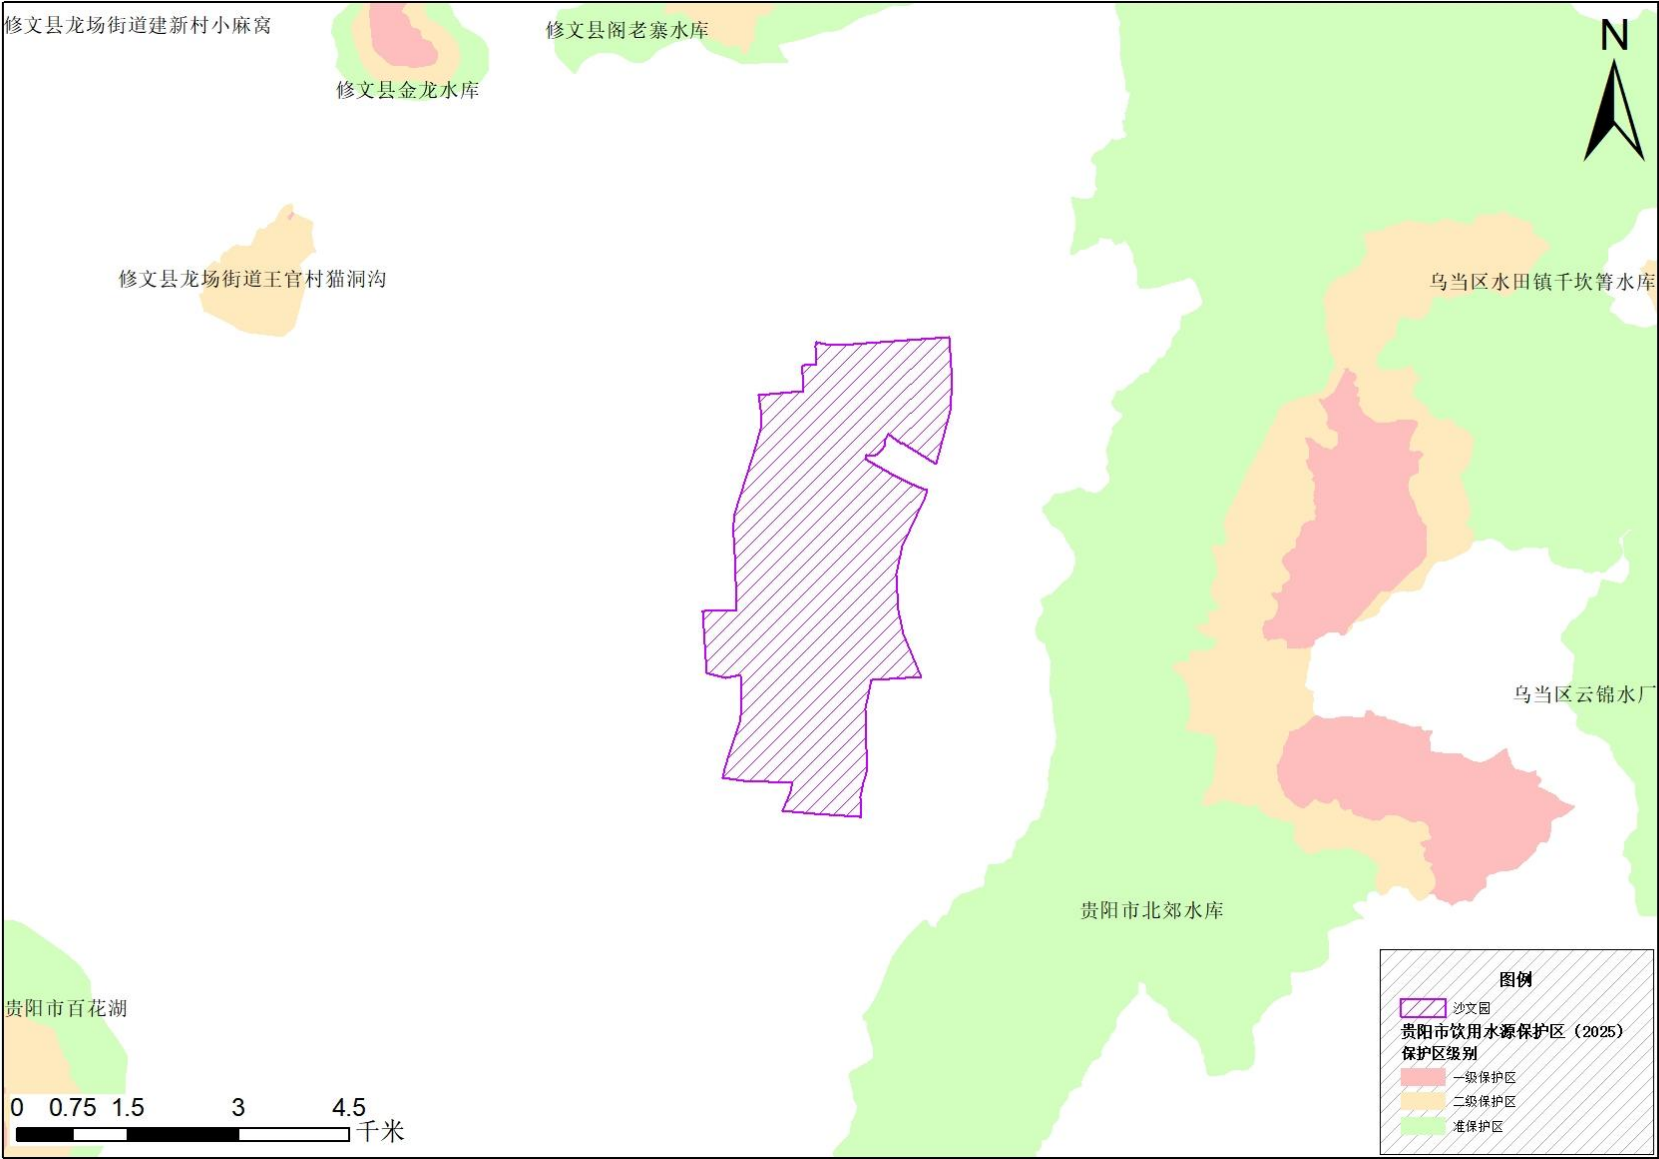 修文县龙场街道建新村小麻窝
修文县阁老寨水库
N
修文县金龙水库
修文县龙场街道王官村猫洞沟
乌当区水田镇千坎箐水库
乌当区云锦水厂
贵阳市北郊水库
贵阳市百花湖
0 0.75 1.5 3 4.5
千米
图例
沙文园
贵阳市饮用水源保护区（2025）
保护区级别
一级保护区
二级保护区
准保护区